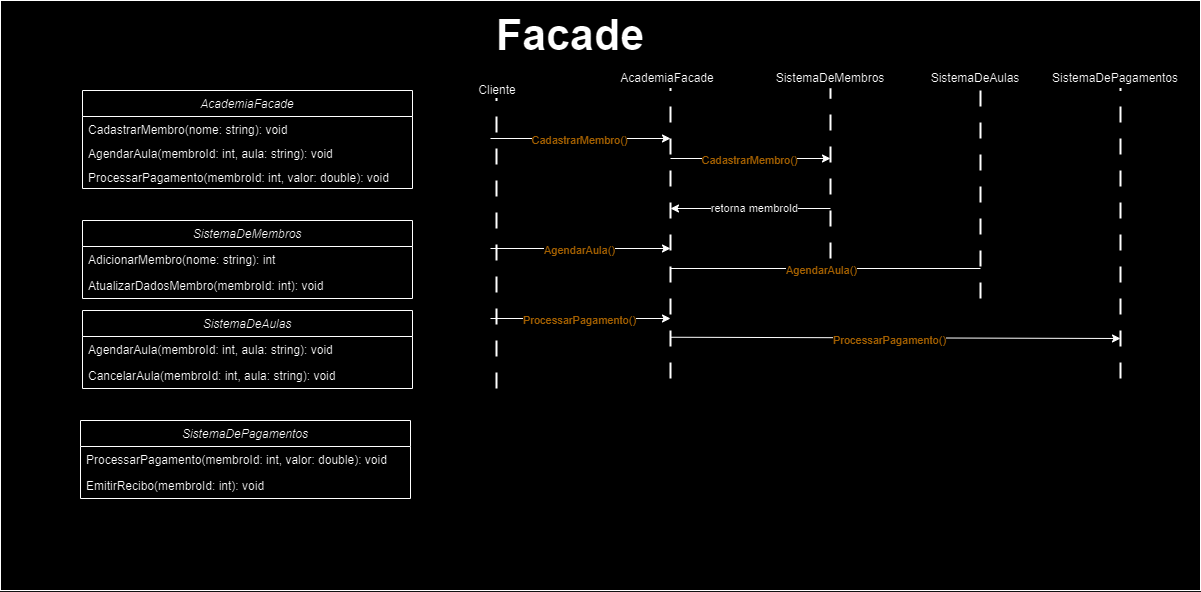 Facade
AcademiaFacade
CadastrarMembro(nome: string): void
AgendarAula(membroId: int, aula: string): void
ProcessarPagamento(membroId: int, valor: double): void
SistemaDeMembros
AdicionarMembro(nome: string): int
AtualizarDadosMembro(membroId: int): void
SistemaDeAulas
AgendarAula(membroId: int, aula: string): void
CancelarAula(membroId: int, aula: string): void
SistemaDePagamentos
ProcessarPagamento(membroId: int, valor: double): void
EmitirRecibo(membroId: int): void
Cliente
AcademiaFacade
SistemaDeMembros
SistemaDeAulas
SistemaDePagamentos
CadastrarMembro()
CadastrarMembro()
retorna membroId
AgendarAula()
AgendarAula()
ProcessarPagamento()
ProcessarPagamento()